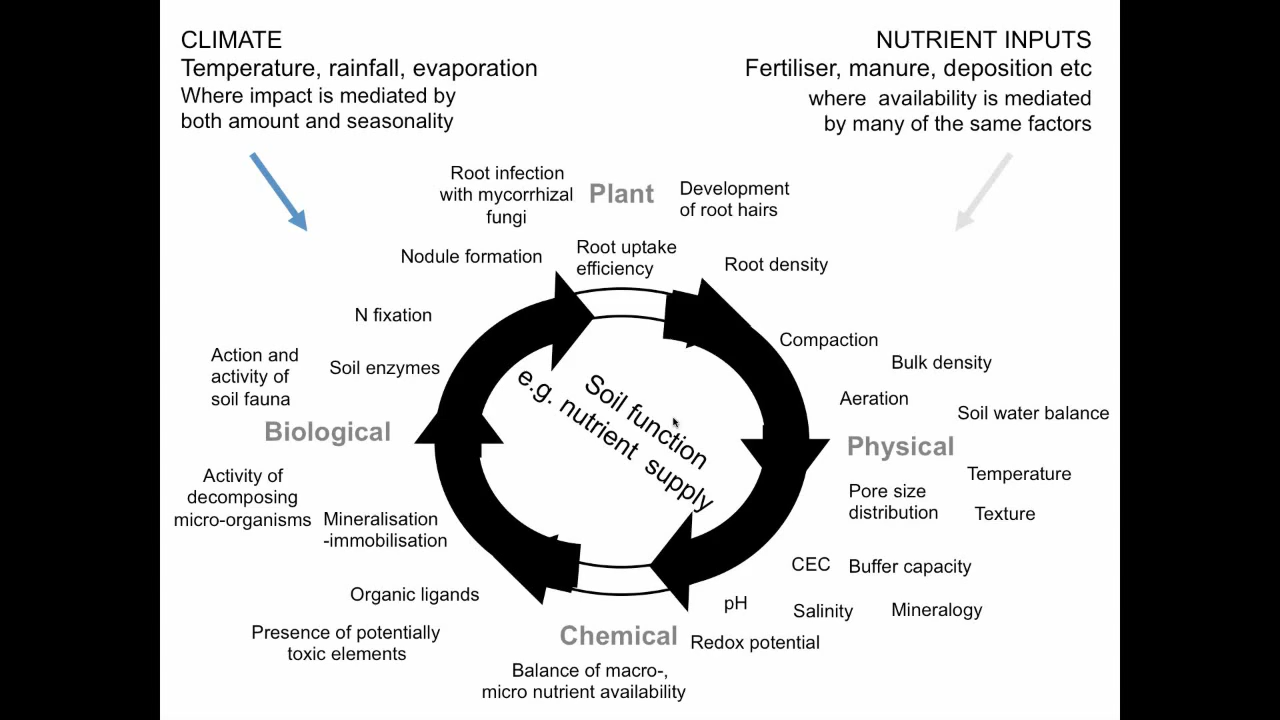 CLIMATE
Temperature, rainfall, evaporation
Where impact is mediated by
both amount and seasonality
NUTRIENT INPUTS
Fertiliser, manure, deposition etc
where  availability is mediated
by many of the same factors
Root infection
with mycorrhizal
fungi
Plant
Development
of root hairs
Nodule formation
Root uptake
efficiency
Root density
N fixation
Compaction
Bulk density
Action and
activity of
soil fauna
Soil enzymes
Aeration
Soil water balance
Soil function
e.g. nutrient  supply
Biological
Physical
Activity of
decomposing
micro-organisms
Temperature
Pore size
distribution
Texture
Mineralisation
-immobilisation
CEC
Buffer capacity
Organic ligands
pH
Salinity
Mineralogy
Presence of potentially
toxic elements
Chemical
Redox potential
Balance of macro-,
micro nutrient availability